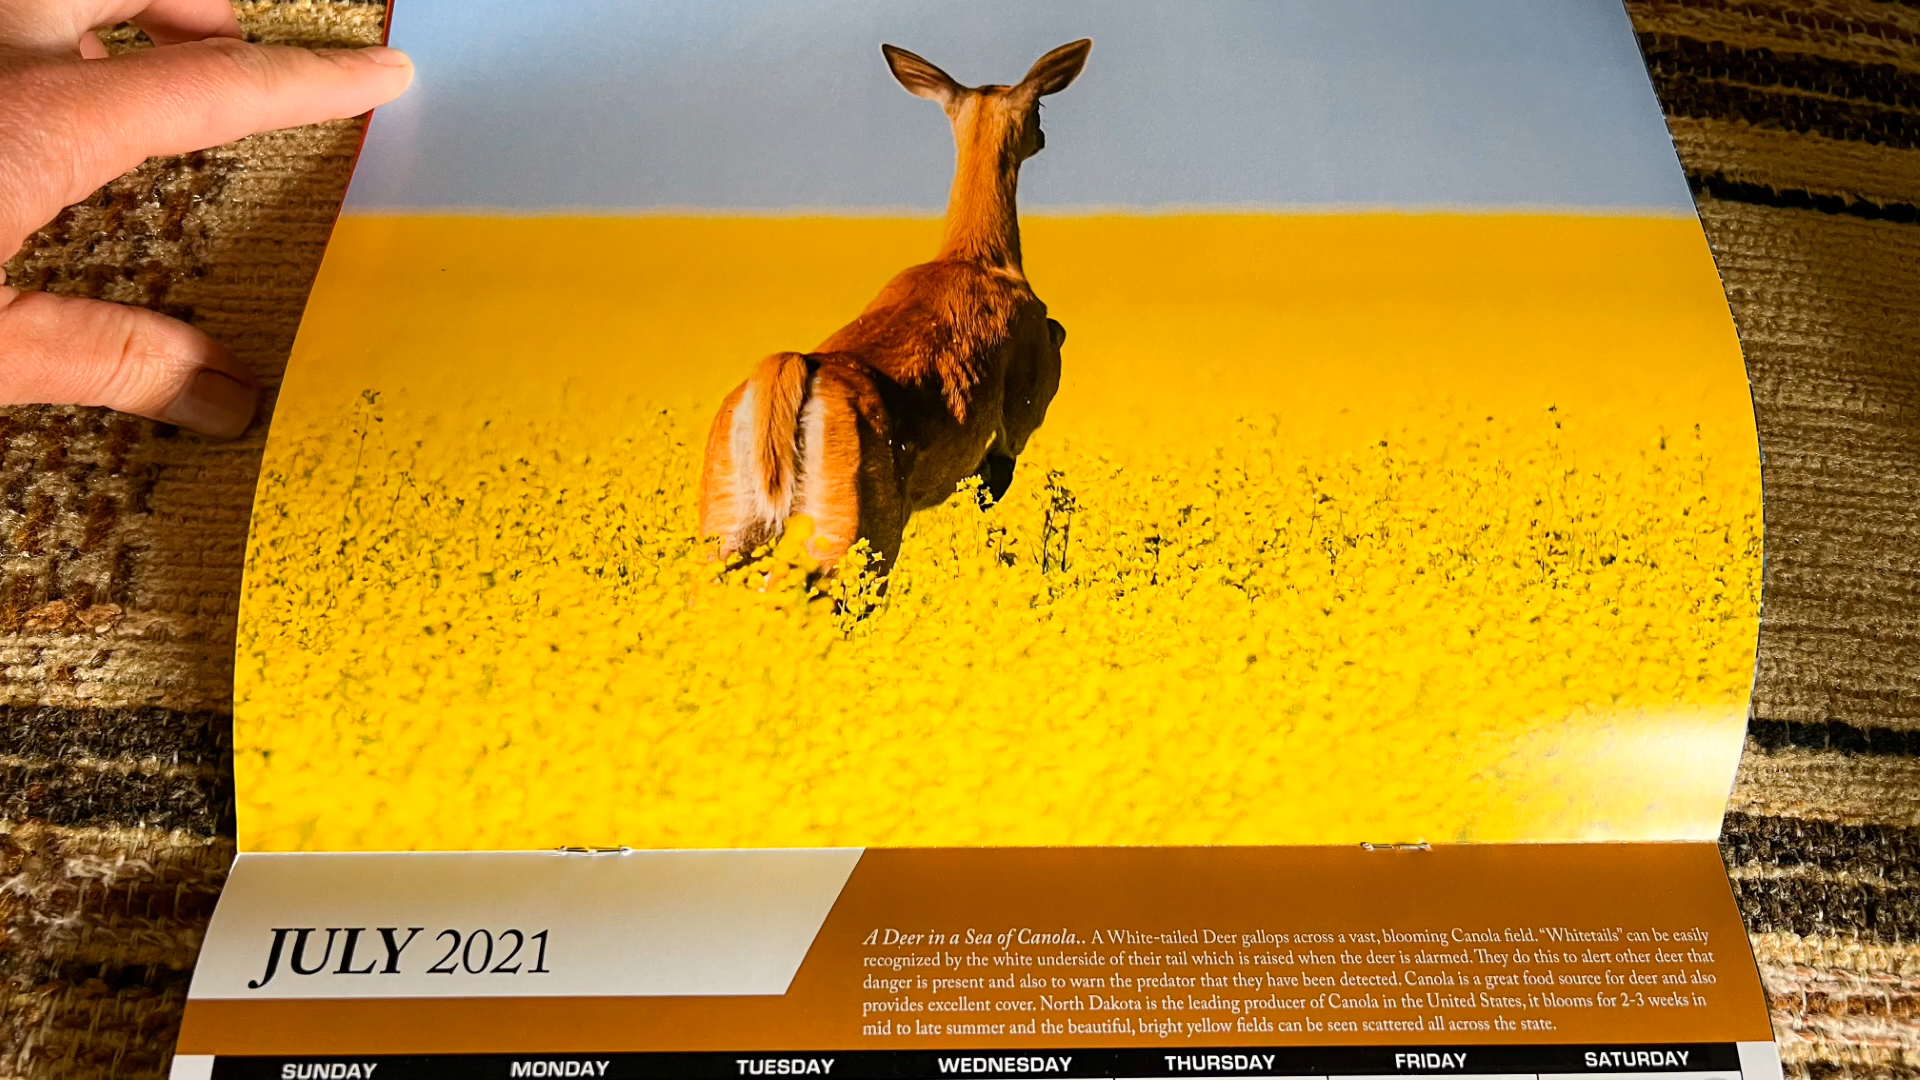 JULY 2021
A Deer in a Sea of Canola.. A White-tailed Deer gallops across a vast, blooming Canola field. "Whitetails" can be easily
recognized by the white underside of their tail which is raised when the deer is alarmed. They do this to alert other deer that
danger is present and also to warn the predator that they have been detected. Canola is a great food source for deer and also
provides excellent cover. North Dakota is the leading producer of Canola in the United States, it blooms for 2-3 weeks in
mid to late summer and the beautiful, bright yellow fields can be seen scattered all across the state.
SUNDAY MONDAY TUESDAY WEDNESDAY THURSDAY FRIDAY SATURDAY